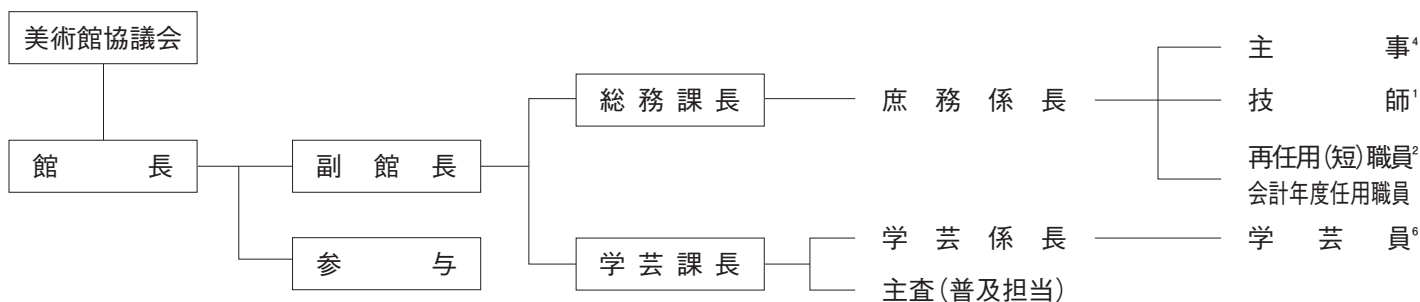 美術館協議会
館長
副館長
参与
総務課長
学芸課長
庶務係長
学芸係長
主査(普及担当)
主事⁴
技師¹
再任用(短)職員²
会計年度任用職員
学芸員⁶